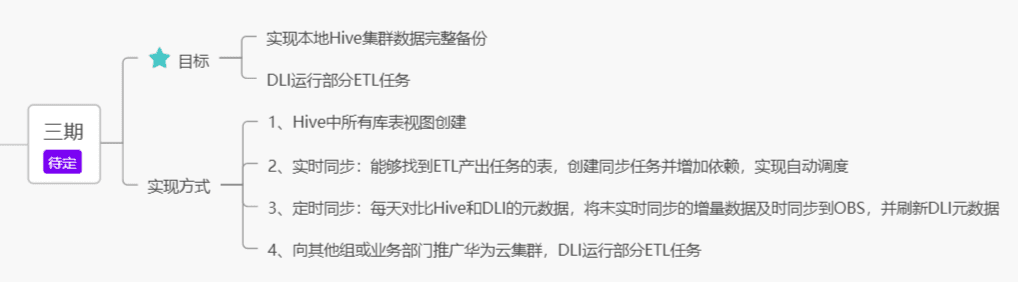 三期
待定
目标
实现本地Hive集群数据完整备份
DLI运行部分ETL任务
实现方式
1、Hive中所有库表视图创建
2、实时同步：能够找到ETL产出任务的表，创建同步任务并增加依赖，实现自动调度
3、定时同步：每天对比Hive和DLI的元数据，将未实时同步的增量数据及时同步到OBS，并刷新DLI元数据
4、向其他组或业务部门推广华为云集群，DLI运行部分ETL任务